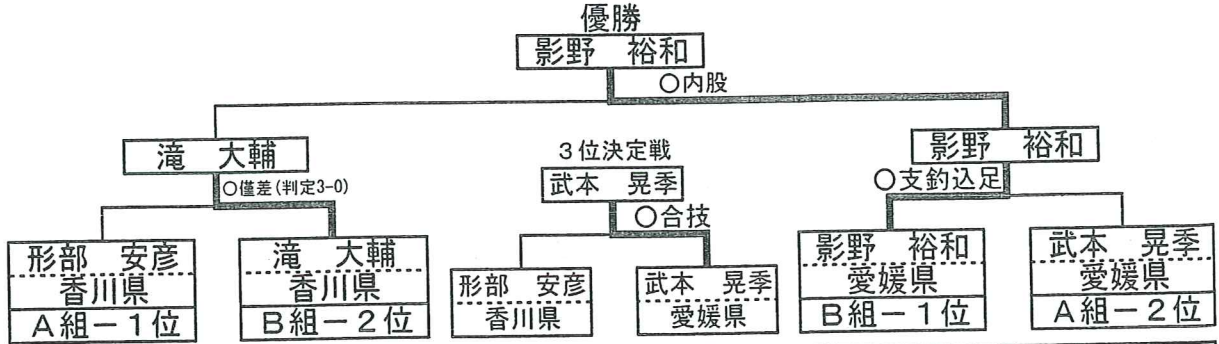 優勝
影野 裕和
〇内股
滝 大輔
3位決定戦
影野 裕和
〇僅差(判定3-0)
武本 晃季
〇支釣込足
〇合技
形部 安彦
香川県
A組-1位
滝 大輔
香川県
B組-2位
形部 安彦
香川県
武本 晃季
愛媛県
影野 裕和
愛媛県
B組-1位
武本 晃季
愛媛県
A組-2位